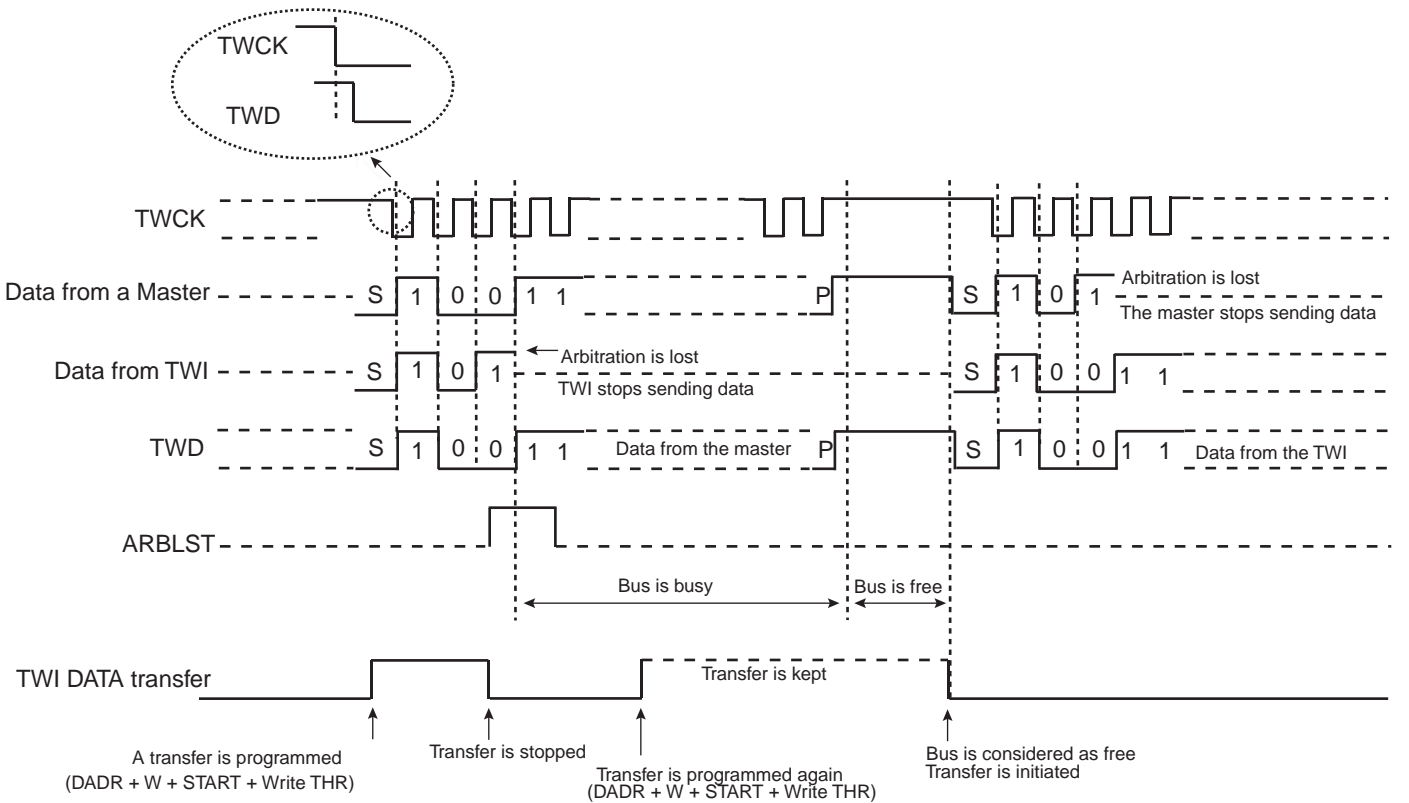 TWCK
TWD
TWCK
Data from a Master S 1 0 0 1 1 P S 1 0 1 Arbitration is lost
The master stops sending data
Data from TWI S 1 0 1 Arbitration is lost S 1 0 0 1 1
TWI stops sending data
TWD S 1 0 0 1 1 Data from the master P S 1 0 0 1 1 Data from the TWI
ARBLST
Bus is busy Bus is free
TWI DATA transfer Transfer is kept
A transfer is programmed
(DADR + W + START + Write THR)
Transfer is stopped
Transfer is programmed again
(DADR + W + START + Write THR)
Bus is considered as free
Transfer is initiated